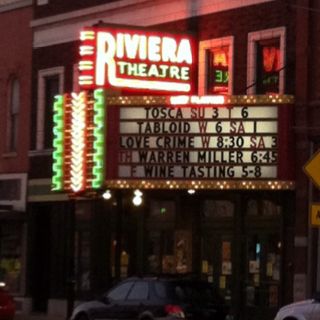 RIVIERA
THEATRE
TOSCA SU 3 T 6
TABLOID W 6 SA 1
LOVE CRIME W 8:30 SA 3
TH WARREN MILLER 6:45
F WINE TASTING 5-8